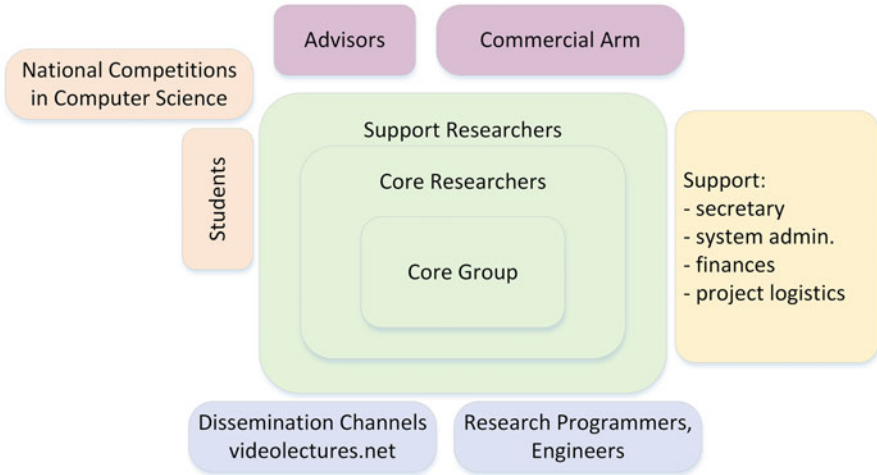 Advisors
Commercial Arm
National Competitions
in Computer Science
Students
Support Researchers
Core Researchers
Core Group
Support:
- secretary
- system admin.
- finances
- project logistics
Dissemination Channels
videolectures.net
Research Programmers,
Engineers